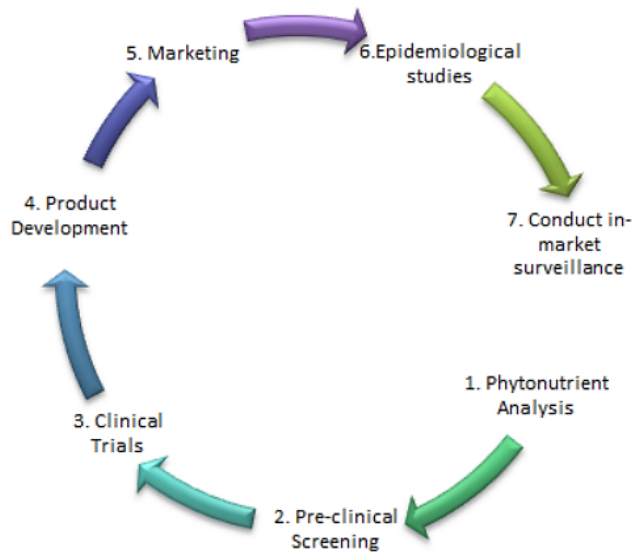 5. Marketing
6.Epidemiological
studies
4. Product
Development
7. Conduct in-
market
surveillance
1. Phytonutrient
Analysis
3. Clinical
Trials
2. Pre-clinical
Screening